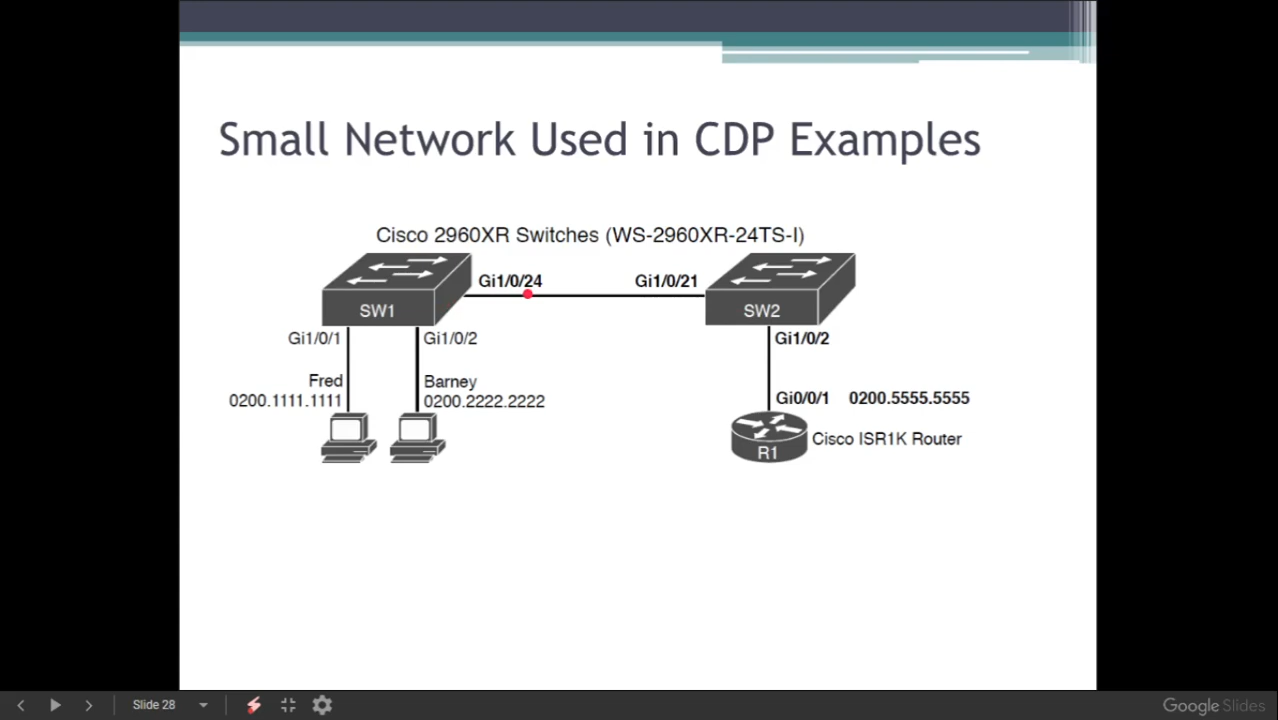 Small Network Used in CDP Examples
Cisco 2960XR Switches (WS-2960XR-24TS-I)
Gi1/0/24
Gi1/0/21
SW1
SW2
Gi1/0/1
Gi1/0/2
Gi1/0/2
Fred
0200.1111.1111
Barney
0200.2222.2222
Gi0/0/1 0200.5555.5555
R1
Cisco ISR1K Router
Slide 28
Google Slides